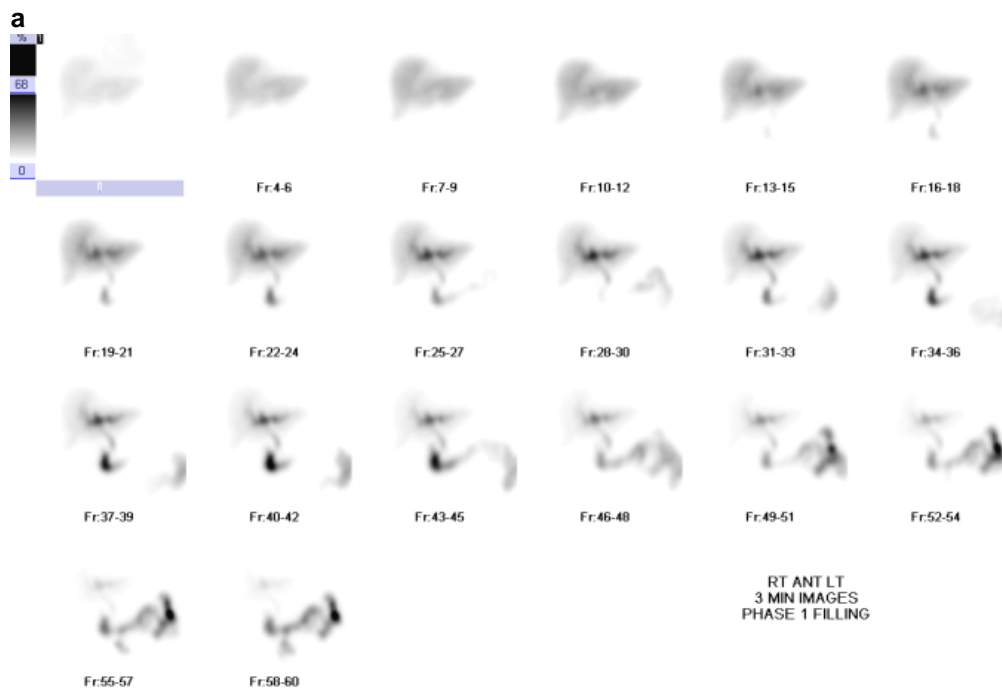 a
%
68
0
Fr:4-6
Fr:7-9
Fr:10-12
Fr:13-15
Fr:16-18
Fr:19-21
Fr:22-24
Fr:25-27
Fr:28-30
Fr:31-33
Fr:34-36
Fr:37-39
Fr:40-42
Fr:43-45
Fr:46-48
Fr:49-51
Fr:52-54
RT ANT LT
3 MIN IMAGES
PHASE 1 FILLING
Fr:55-57
Fr:58-60